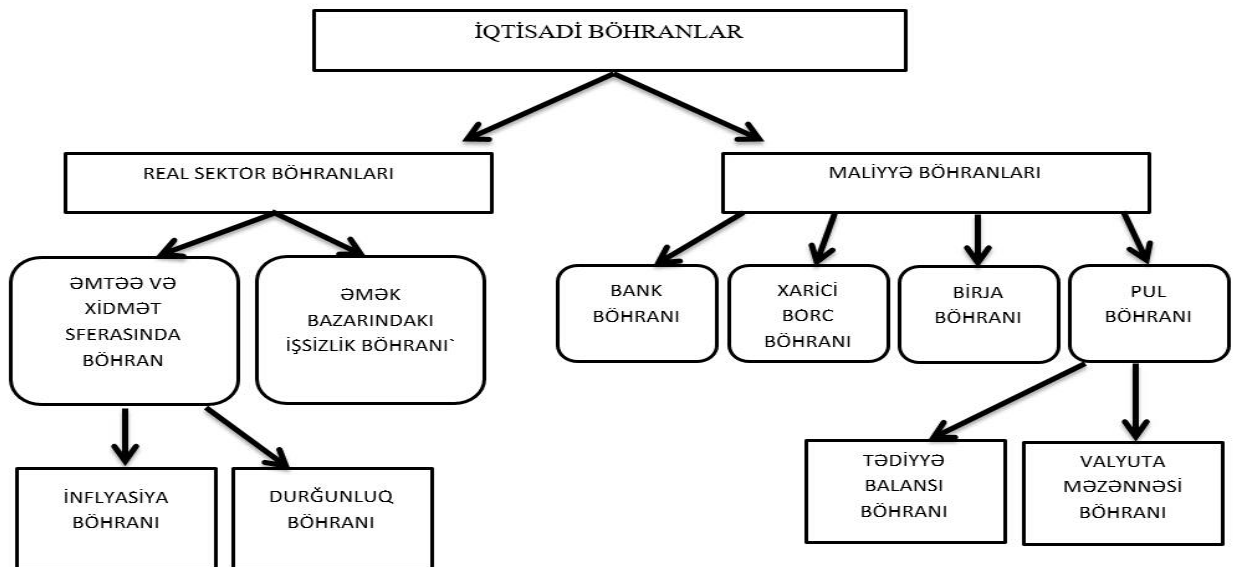 İQTİSADİ BÖHRANLAR
REAL SEKTOR BÖHRANLARI
MALİYYƏ BÖHRANLARI
ƏMTƏƏ VƏ
XİDMƏT
SFERASINDA
BÖHRAN
ƏMƏK
BAZARINDAKI
İŞSİZLİK BÖHRANI`
BANK
BÖHRANI
XARİCİ
BORC
BÖHRANI
BİRJA
BÖHRANI
PUL
BÖHRANI
İNFLYASİYA
BÖHRANI
DURĞUNLUQ
BÖHRANI
TƏDİYYƏ
BALANSI
BÖHRANI
VALYUTA
MƏZƏNNƏSİ
BÖHRANI